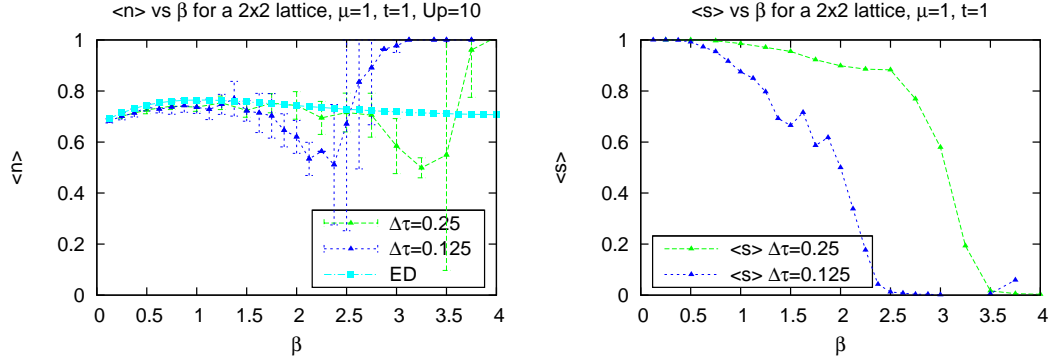 <n> vs β for a 2x2 lattice, μ=1, t=1, Up=10
1
0.8
0.6
0.4
0.2
0
<n>
Δτ=0.25
Δτ=0.125
ED
0 0.5 1 1.5 2 2.5 3 3.5 4
β
<s> vs β for a 2x2 lattice, μ=1, t=1
1
0.8
0.6
0.4
0.2
0
<s>
<s> Δτ=0.25
<s> Δτ=0.125
0 0.5 1 1.5 2 2.5 3 3.5 4
β